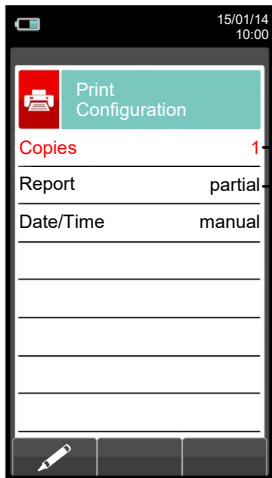 15/01/14
10:00
Print
Configuration
Copies 1
Report partial
Date/Time manual